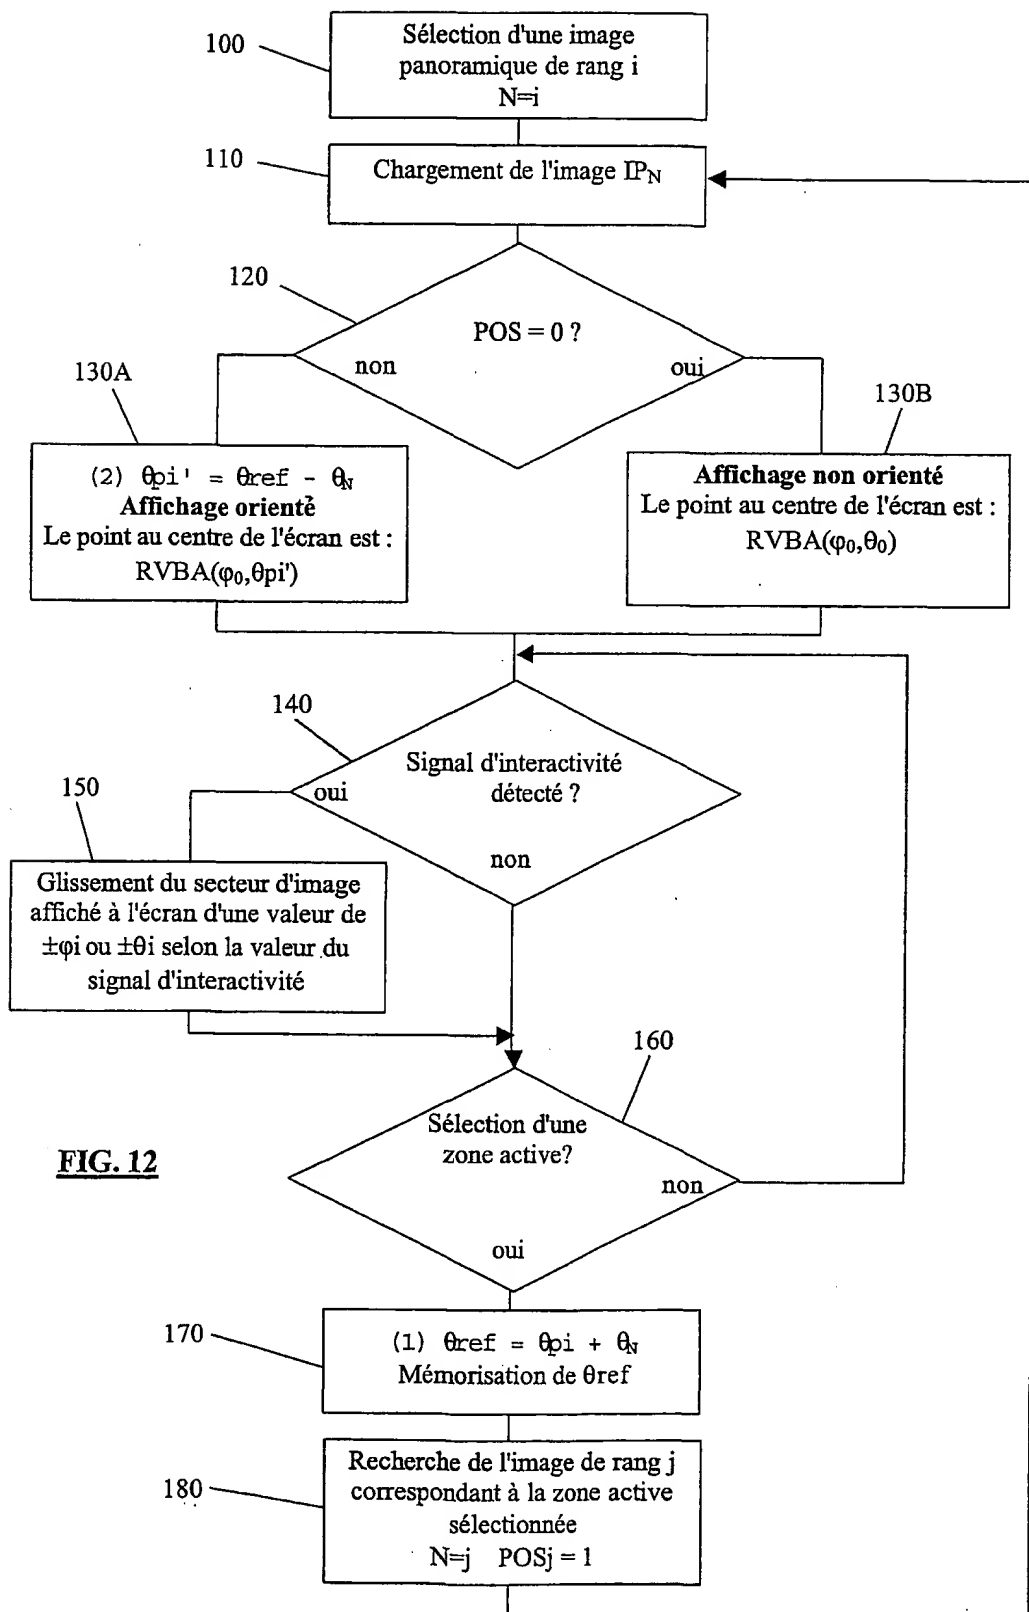 100
Sélection d'une image
panoramique de rang i
N=i
110
Chargement de l'image IP_N
120
POS = 0 ?
non
oui
130A
130B
(2) θpi' = θref - θ_N
Affichage orienté
Le point au centre de l'écran est :
RVBA(φ₀,θpi')
Affichage non orienté
Le point au centre de l'écran est :
RVBA(φ₀,θ₀)
140
Signal d'interactivité
détecté ?
oui
non
150
Glissement du secteur d'image
affiché à l'écran d'une valeur de
±φi ou ±θi selon la valeur du
signal d'interactivité
160
Sélection d'une
zone active?
non
oui
FIG. 12
170
(1) θref = θpi + θ_N
Mémorisation de θref
180
Recherche de l'image de rang j
correspondant à la zone active
sélectionnée
N=j POSj = 1